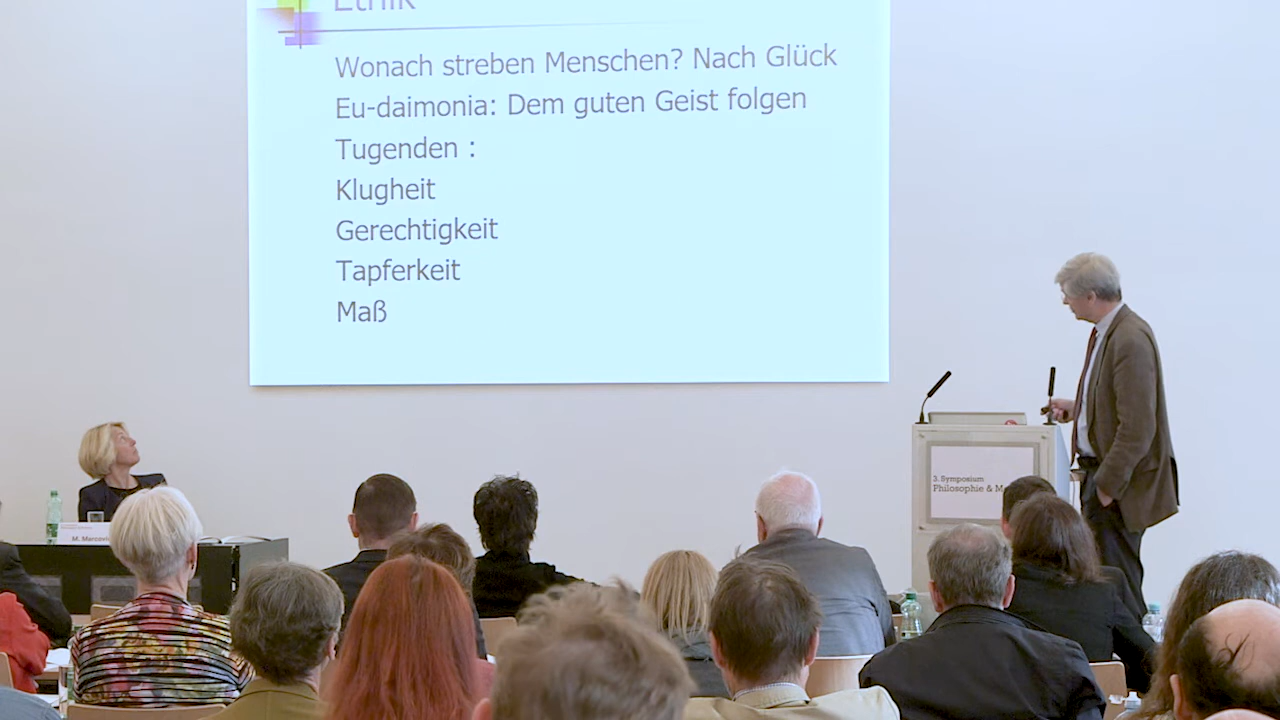 Ethik
Wonach streben Menschen? Nach Glück
Eu-daimonia: Dem guten Geist folgen
Tugenden :
Klugheit
Gerechtigkeit
Tapferkeit
Maß
3. Symposium
Philosophie &